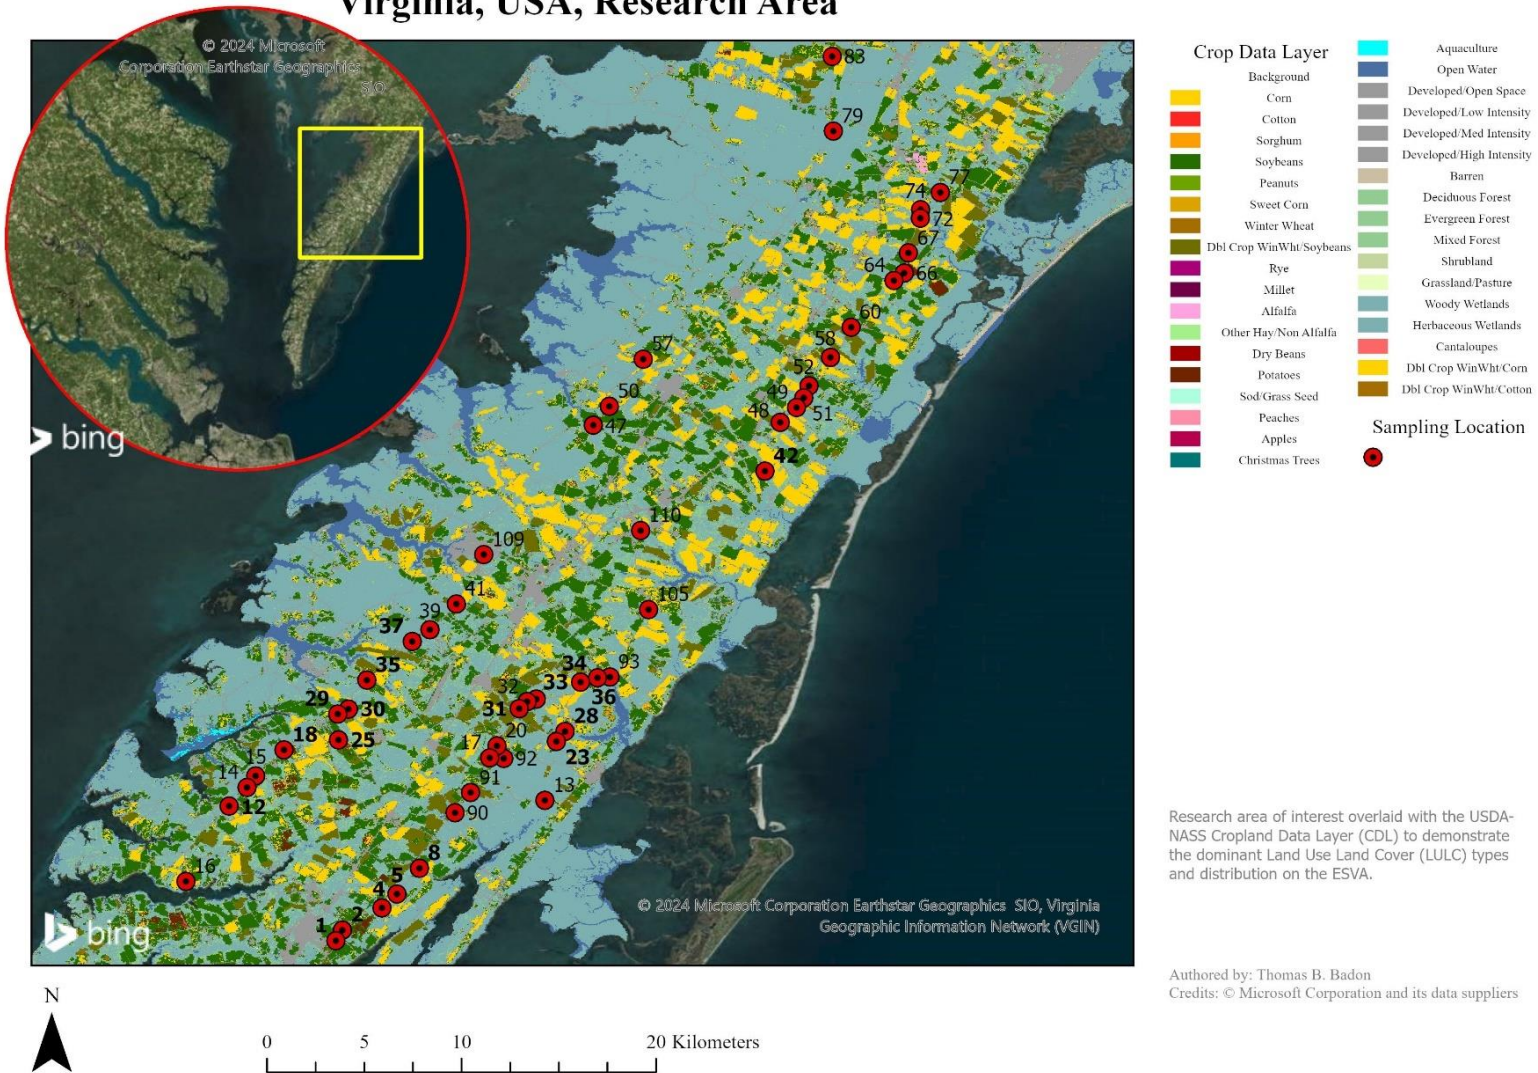 Virginia, USA, Research Area
© 2024 Microsoft
Corporation Earthstar Geographics
SIO
bing
83
79
77
74
72
67
64
66
60
58
57
52
50
49
51
48
47
42
110
109
41
105
39
37
35
34
93
33
32
36
31
29
30
28
18
25
20
17
92
23
15
14
91
13
12
90
8
16
5
4
2
1
© 2024 Microsoft Corporation Earthstar Geographics SIO, Virginia
Geographic Information Network (VGIN)
bing
N
0 5 10 20 Kilometers
Crop Data Layer
Background
Corn
Cotton
Sorghum
Soybeans
Peanuts
Sweet Corn
Winter Wheat
Dbl Crop WinWht/Soybeans
Rye
Millet
Alfalfa
Other Hay/Non Alfalfa
Dry Beans
Potatoes
Sod/Grass Seed
Peaches
Apples
Christmas Trees
Aquaculture
Open Water
Developed/Open Space
Developed/Low Intensity
Developed/Med Intensity
Developed/High Intensity
Barren
Deciduous Forest
Evergreen Forest
Mixed Forest
Shrubland
Grassland/Pasture
Woody Wetlands
Herbaceous Wetlands
Cantaloupes
Dbl Crop WinWht/Corn
Dbl Crop WinWht/Cotton
Sampling Location
Research area of interest overlaid with the USDA-
NASS Cropland Data Layer (CDL) to demonstrate
the dominant Land Use Land Cover (LULC) types
and distribution on the ESVA.
Authored by: Thomas B. Badon
Credits: © Microsoft Corporation and its data suppliers